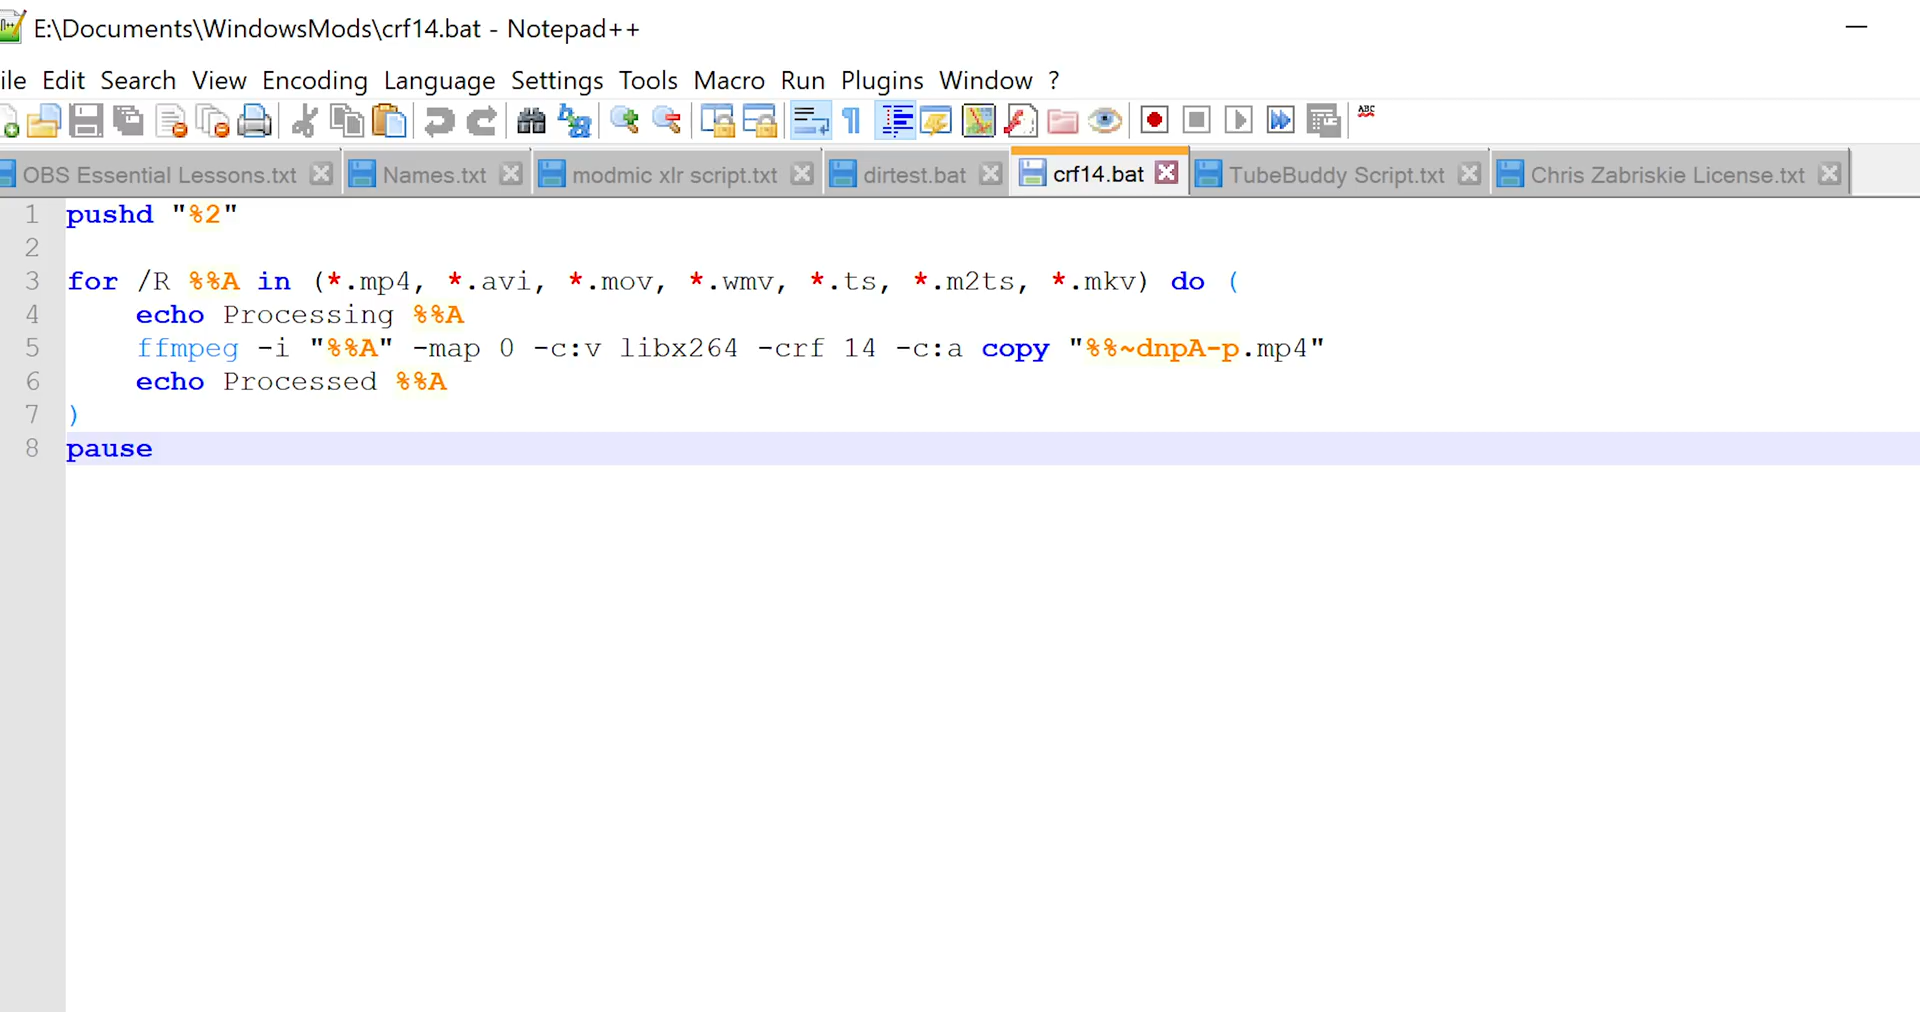 E:\Documents\WindowsMods\crf14.bat - Notepad++
ile Edit Search View Encoding Language Settings Tools Macro Run Plugins Window ?
ABC
OBS Essential Lessons.txt Names.txt modmic xlr script.txt dirtest.bat crf14.bat TubeBuddy Script.txt Chris Zabriskie License.txt
1 pushd "%2"
2
3 for /R %%A in (*.mp4, *.avi, *.mov, *.wmv, *.ts, *.m2ts, *.mkv) do (
4     echo Processing %%A
5     ffmpeg -i "%%A" -map 0 -c:v libx264 -crf 14 -c:a copy "%%~dnpA-p.mp4"
6     echo Processed %%A
7 )
8 pause